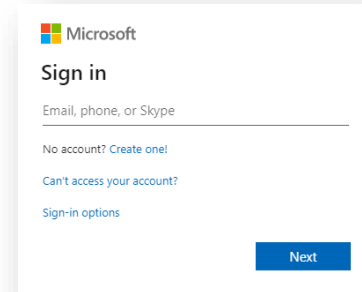 Microsoft
Sign in
Email, phone, or Skype
No account? Create one!
Can't access your account?
Sign-in options
Next